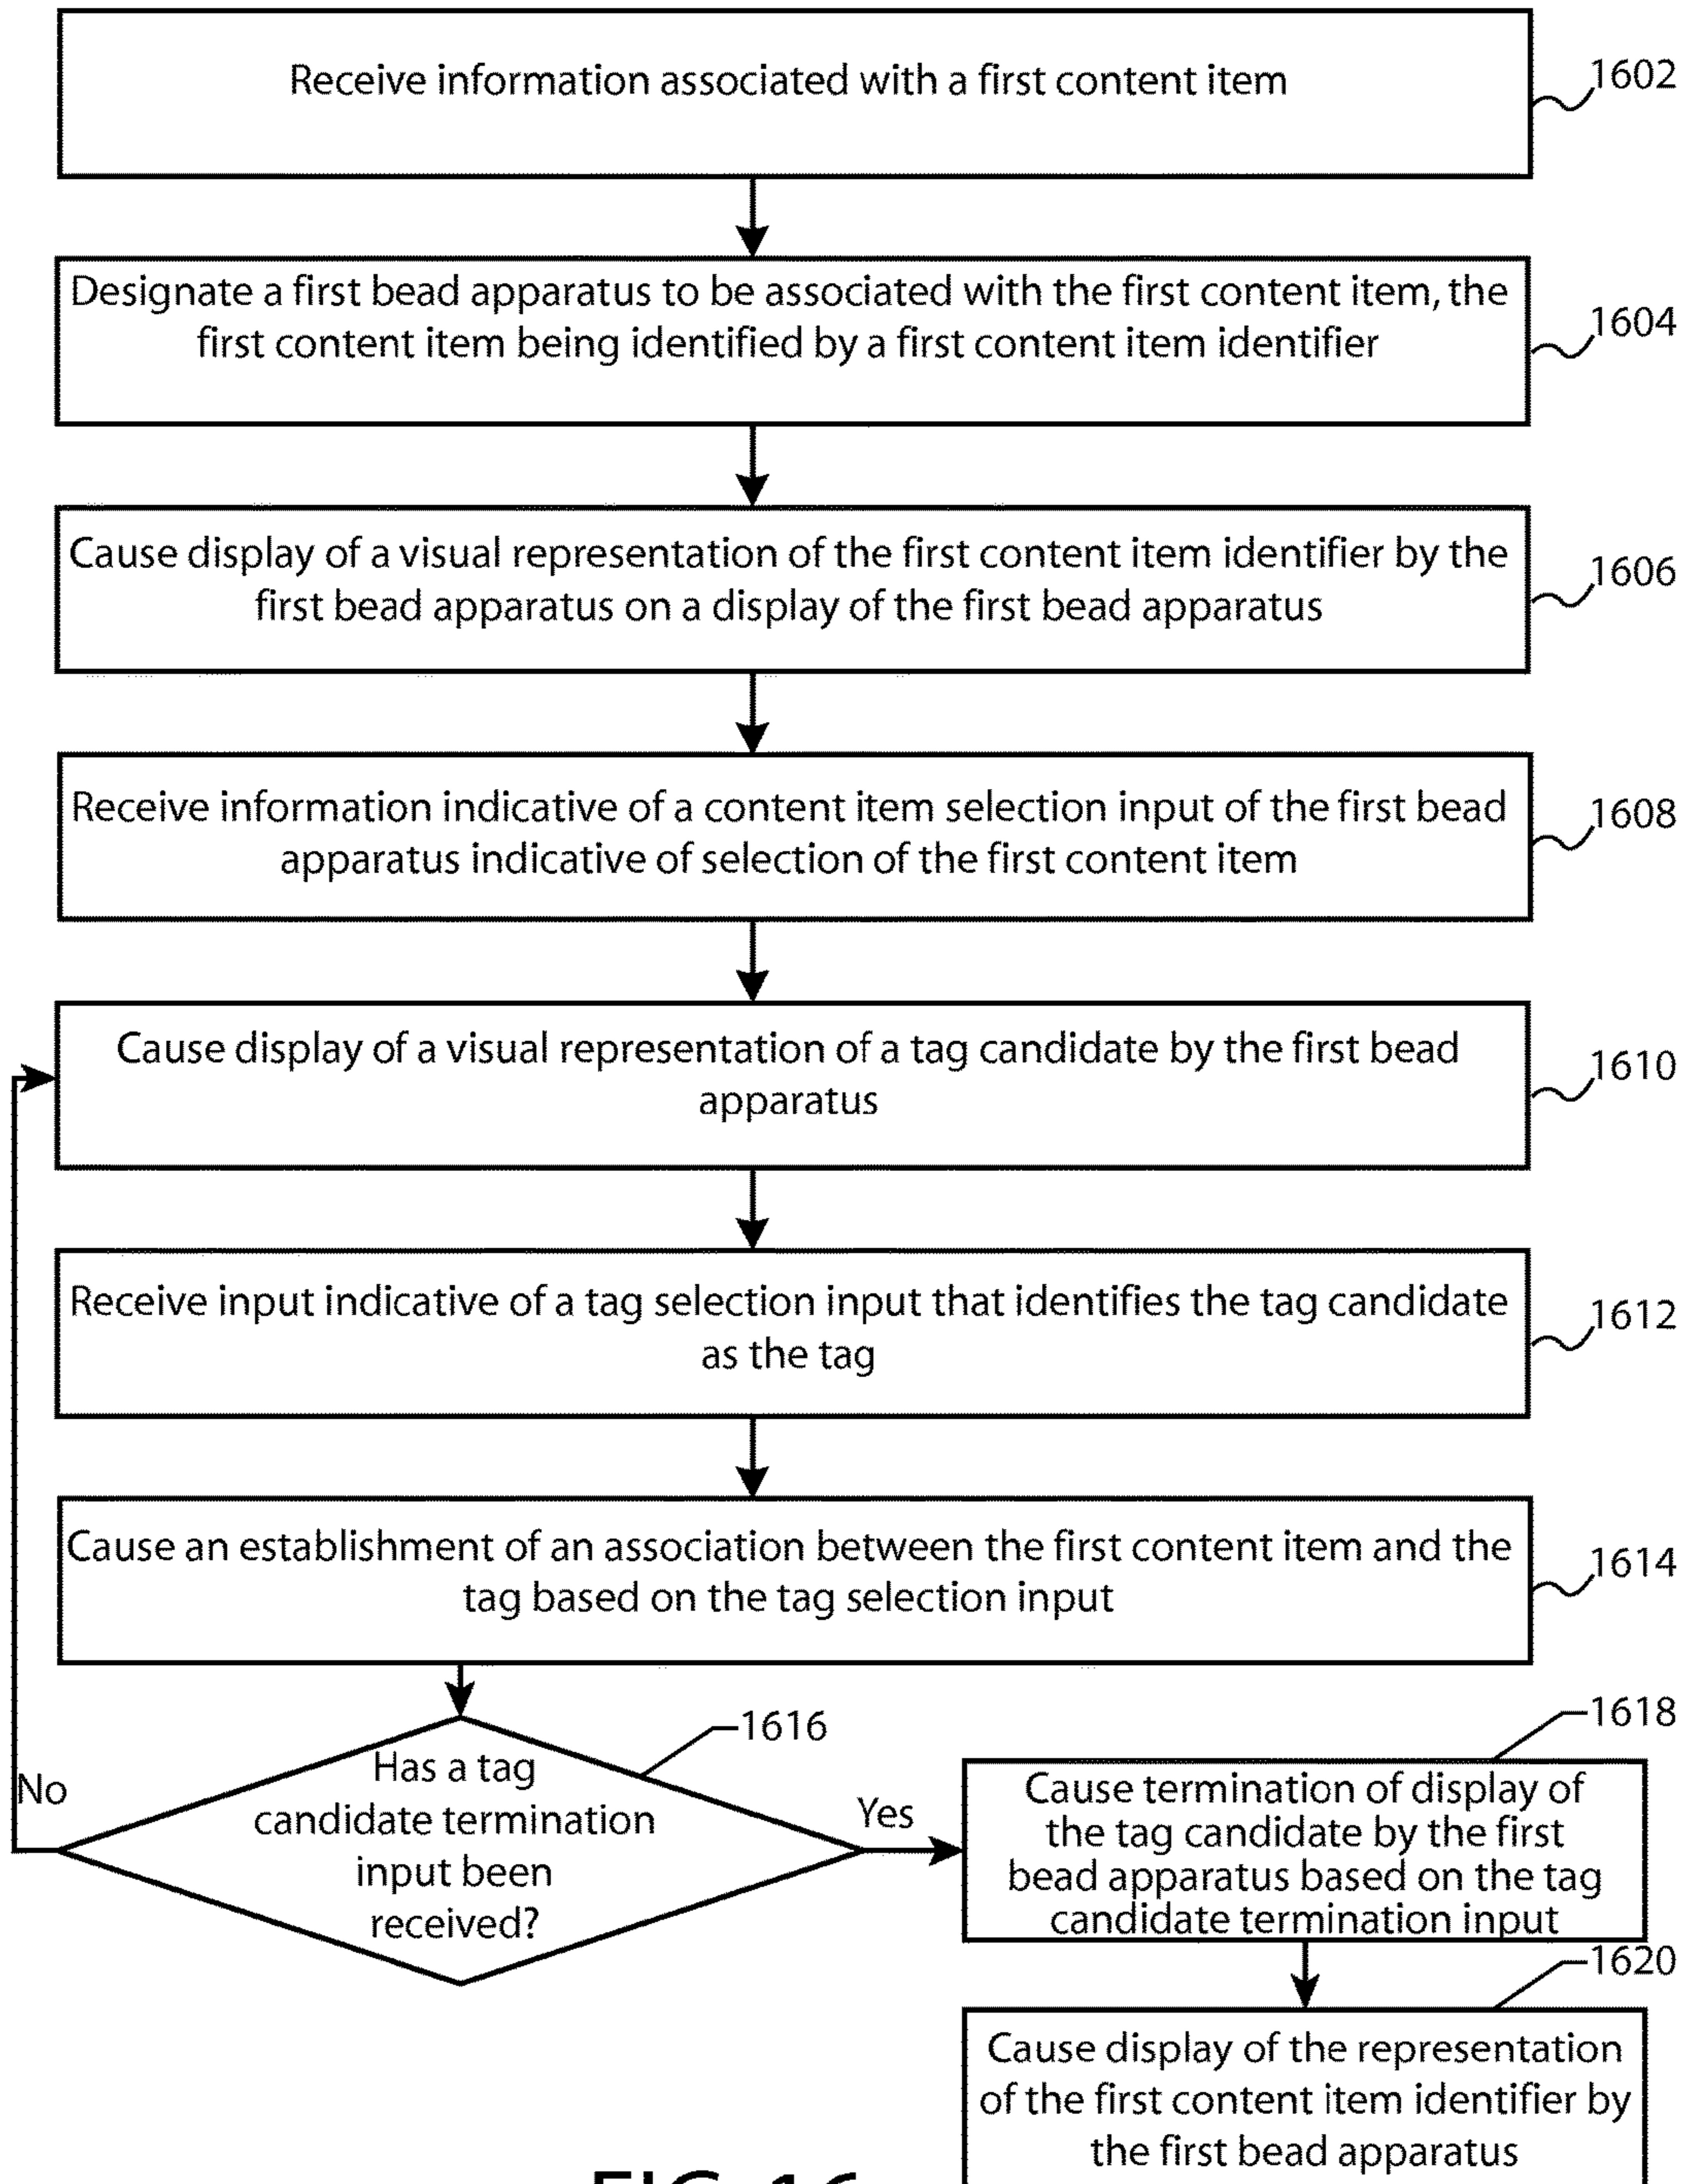 Receive information associated with a first content item
1602
Designate a first bead apparatus to be associated with the first content item, the
first content item being identified by a first content item identifier
1604
Cause display of a visual representation of the first content item identifier by the
first bead apparatus on a display of the first bead apparatus
1606
Receive information indicative of a content item selection input of the first bead
apparatus indicative of selection of the first content item
1608
Cause display of a visual representation of a tag candidate by the first bead
apparatus
1610
Receive input indicative of a tag selection input that identifies the tag candidate
as the tag
1612
Cause an establishment of an association between the first content item and the
tag based on the tag selection input
1614
Has a tag
candidate termination
input been
received?
1616
No
Yes
1618
Cause termination of display of
the tag candidate by the first
bead apparatus based on the tag
candidate termination input
1620
Cause display of the representation
of the first content item identifier by
the first bead apparatus
FIG. 16